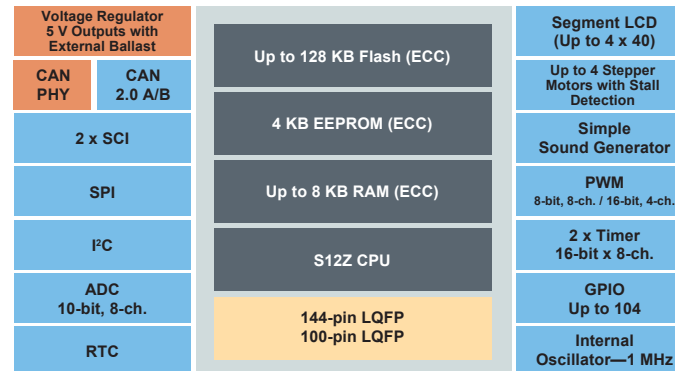 Voltage Regulator
5 V Outputs with
External Ballast
CAN
PHY
CAN
2.0 A/B
2 x SCI
SPI
I²C
ADC
10-bit, 8-ch.
RTC
Up to 128 KB Flash (ECC)
4 KB EEPROM (ECC)
Up to 8 KB RAM (ECC)
S12Z CPU
144-pin LQFP
100-pin LQFP
Segment LCD
(Up to 4 x 40)
Up to 4 Stepper
Motors with Stall
Detection
Simple
Sound Generator
PWM
8-bit, 8-ch. / 16-bit, 4-ch.
2 x Timer
16-bit x 8-ch.
GPIO
Up to 104
Internal
Oscillator—1 MHz